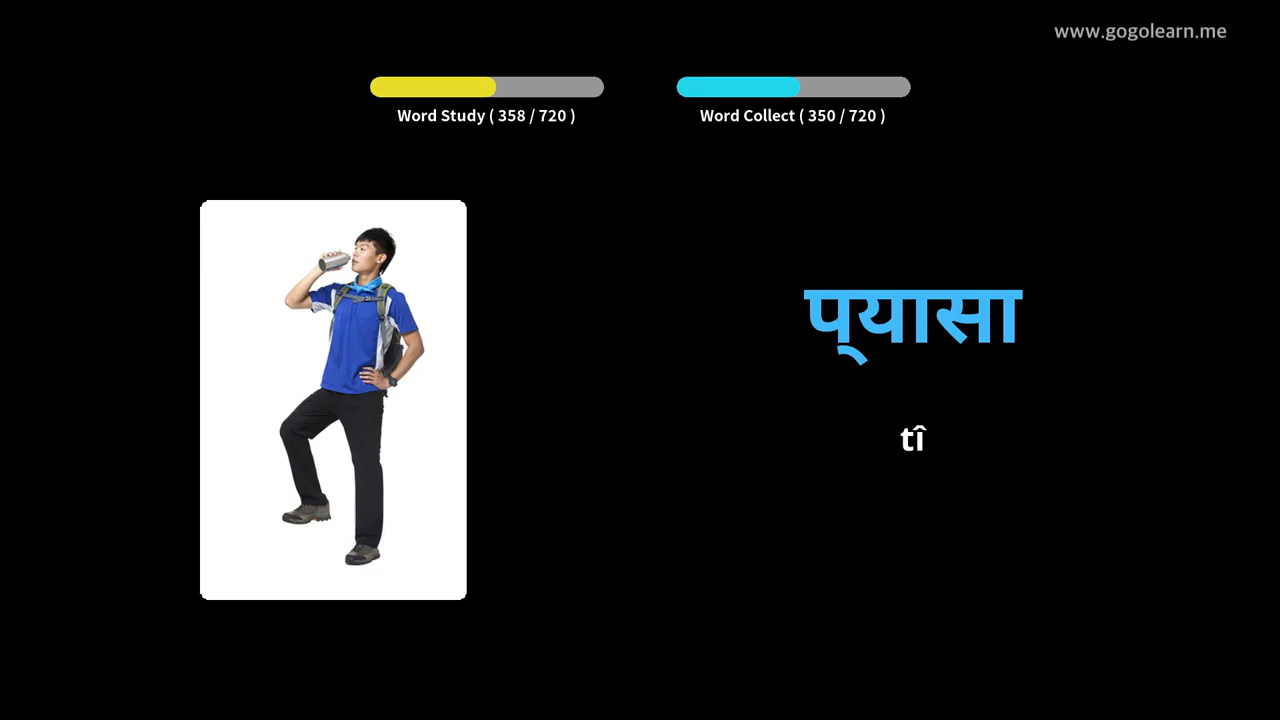 www.gogolearn.me
Word Study ( 358 / 720 )
Word Collect ( 350 / 720 )
प्‌यासा
tî